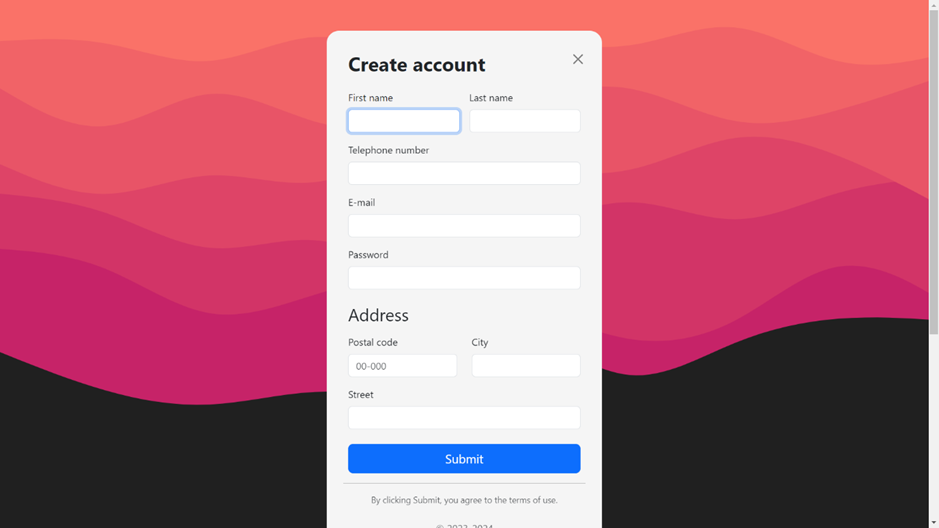 Create account
First name Last name
Telephone number
E-mail
Password
Address
Postal code City
00-000
Street
Submit
By clicking Submit, you agree to the terms of use.
© 2023-2024